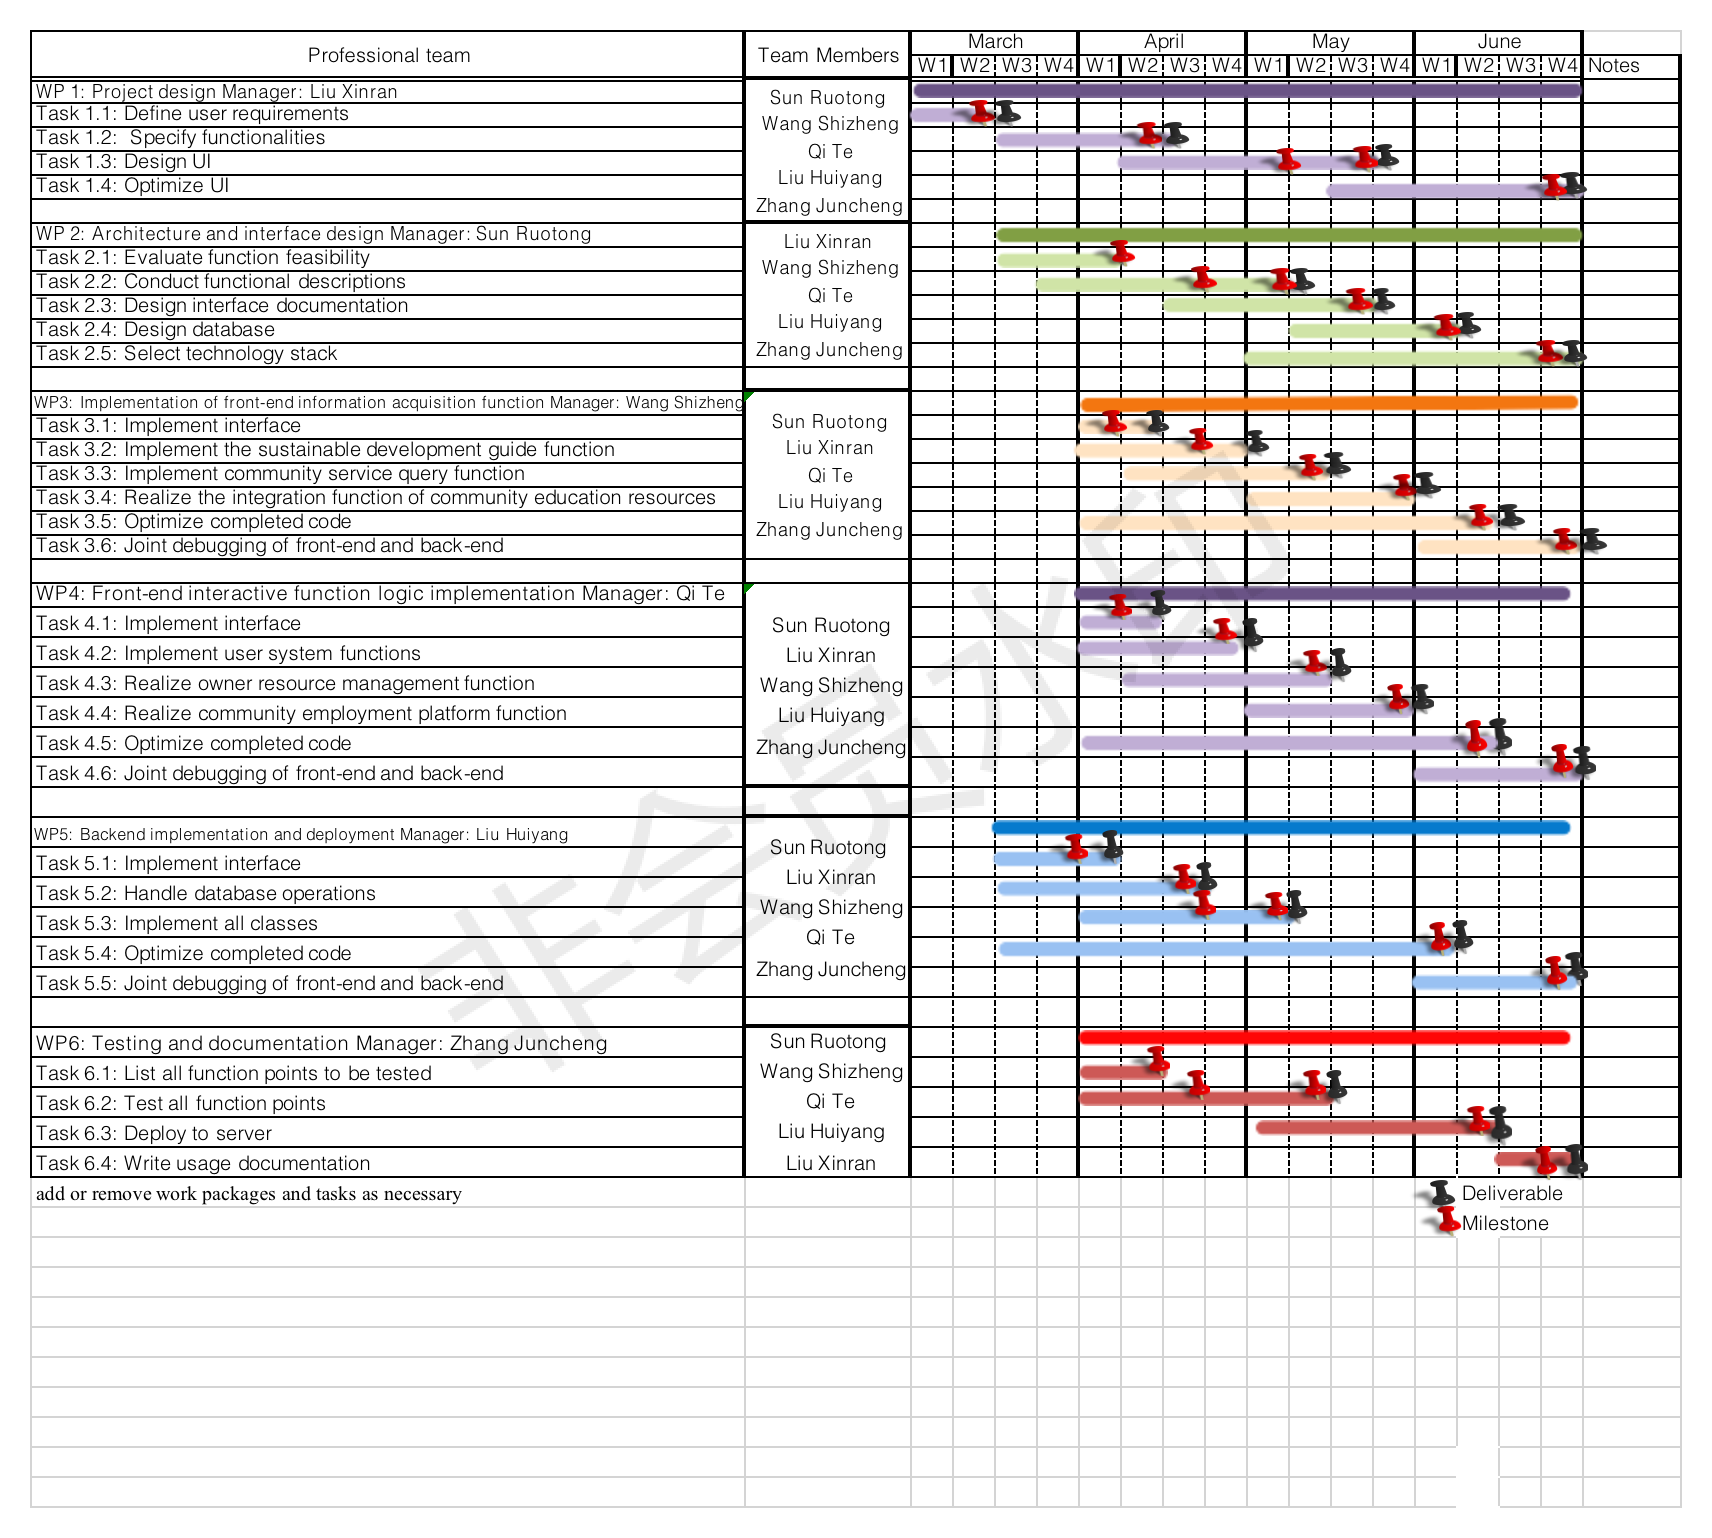 Professional team
Team Members
March
April
May
June
W1 W2 W3 W4 W1 W2 W3 W4 W1 W2 W3 W4 W1 W2 W3 W4 Notes
WP 1: Project design Manager: Liu Xinran
Task 1.1: Define user requirements
Task 1.2:  Specify functionalities
Task 1.3: Design UI
Task 1.4: Optimize UI
Sun Ruotong
Wang Shizheng
Qi Te
Liu Huiyang
Zhang Juncheng
WP 2: Architecture and interface design Manager: Sun Ruotong
Task 2.1: Evaluate function feasibility
Task 2.2: Conduct functional descriptions
Task 2.3: Design interface documentation
Task 2.4: Design database
Task 2.5: Select technology stack
Liu Xinran
Wang Shizheng
Qi Te
Liu Huiyang
Zhang Juncheng
WP3: Implementation of front-end information acquisition function Manager: Wang Shizheng
Task 3.1: Implement interface
Task 3.2: Implement the sustainable development guide function
Task 3.3: Implement community service query function
Task 3.4: Realize the integration function of community education resources
Task 3.5: Optimize completed code
Task 3.6: Joint debugging of front-end and back-end
Sun Ruotong
Liu Xinran
Qi Te
Liu Huiyang
Zhang Juncheng
WP4: Front-end interactive function logic implementation Manager: Qi Te
Task 4.1: Implement interface
Task 4.2: Implement user system functions
Task 4.3: Realize owner resource management function
Task 4.4: Realize community employment platform function
Task 4.5: Optimize completed code
Task 4.6: Joint debugging of front-end and back-end
Sun Ruotong
Liu Xinran
Wang Shizheng
Liu Huiyang
Zhang Juncheng
WP5: Backend implementation and deployment Manager: Liu Huiyang
Task 5.1: Implement interface
Task 5.2: Handle database operations
Task 5.3: Implement all classes
Task 5.4: Optimize completed code
Task 5.5: Joint debugging of front-end and back-end
Sun Ruotong
Liu Xinran
Wang Shizheng
Qi Te
Zhang Juncheng
WP6: Testing and documentation Manager: Zhang Juncheng
Task 6.1: List all function points to be tested
Task 6.2: Test all function points
Task 6.3: Deploy to server
Task 6.4: Write usage documentation
Sun Ruotong
Wang Shizheng
Qi Te
Liu Huiyang
Liu Xinran
add or remove work packages and tasks as necessary
Deliverable
Milestone
非会员水印